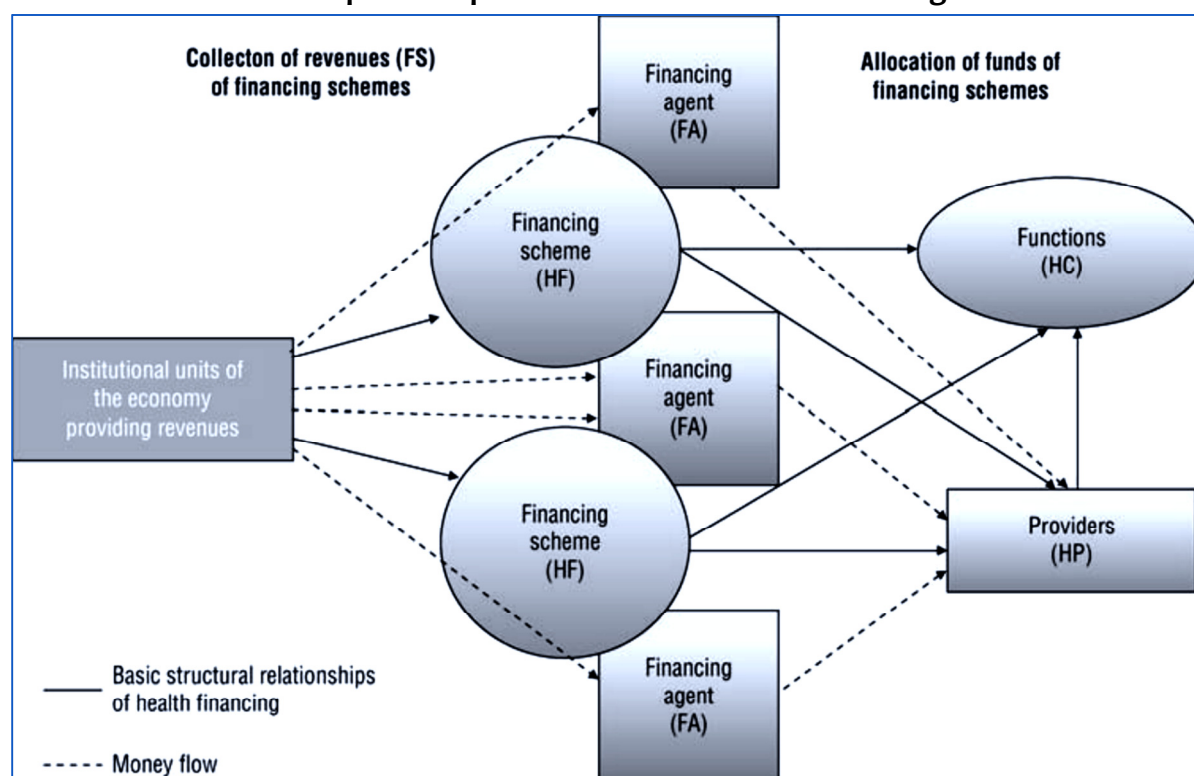 Collecton of revenues (FS)
of financing schemes
Financing
agent
(FA)
Allocation of funds of
financing schemes
Financing
scheme
(HF)
Functions
(HC)
Institutional units of
the economy
providing revenues
Financing
agent
(FA)
Financing
scheme
(HF)
Providers
(HP)
Financing
agent
(FA)
Basic structural relationships
of health financing
Money flow